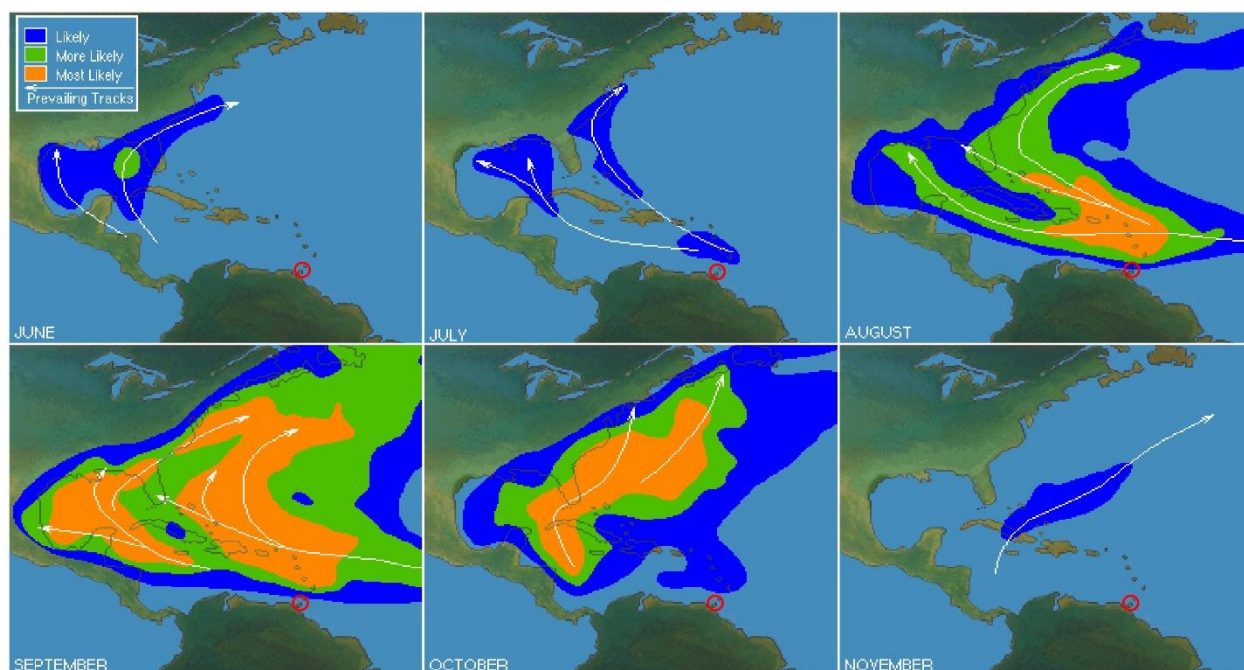 Likely
More Likely
Most Likely
Prevailing Tracks
JUNE
JULY
AUGUST
SEPTEMBER
OCTOBER
NOVEMBER